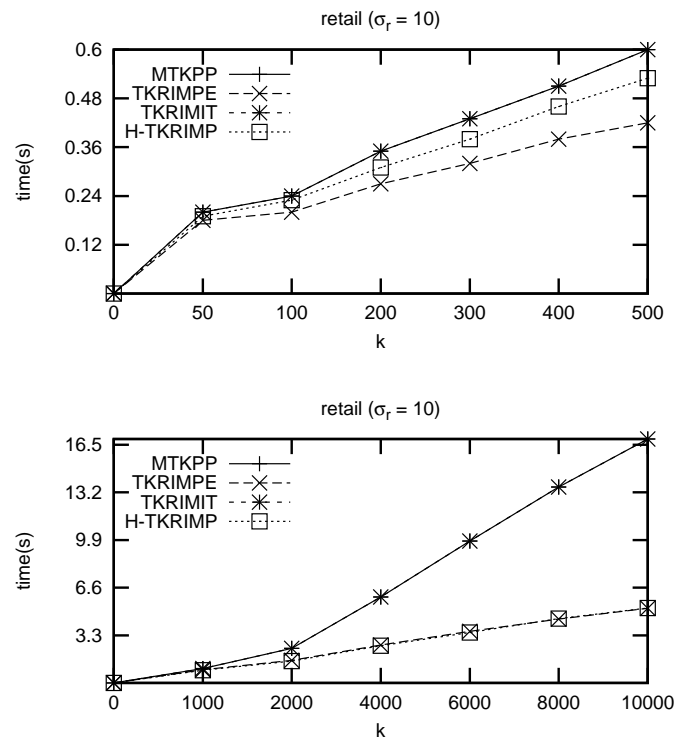 retail (σr = 10)
0.6
0.48
0.36
0.24
0.12
time(s)
MTKPP
TKRIMPE
TKRIMIT
H-TKRIMP
0 50 100 200 300 400 500
k
retail (σr = 10)
16.5
13.2
9.9
6.6
3.3
time(s)
MTKPP
TKRIMPE
TKRIMIT
H-TKRIMP
0 1000 2000 4000 6000 8000 10000
k